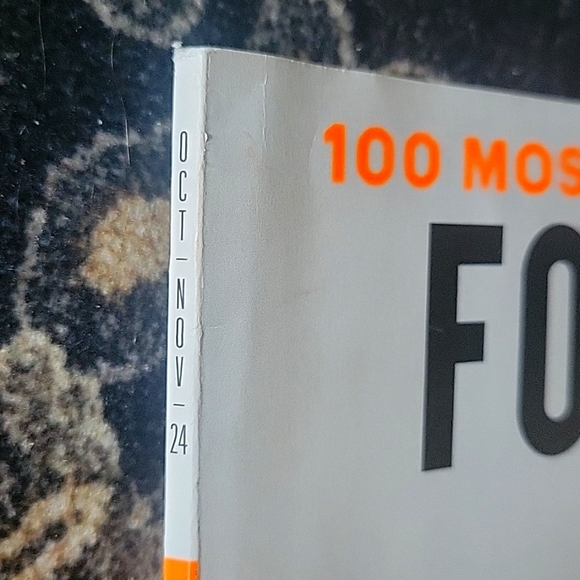 OCT – NOV – 24
100 MOS
FO